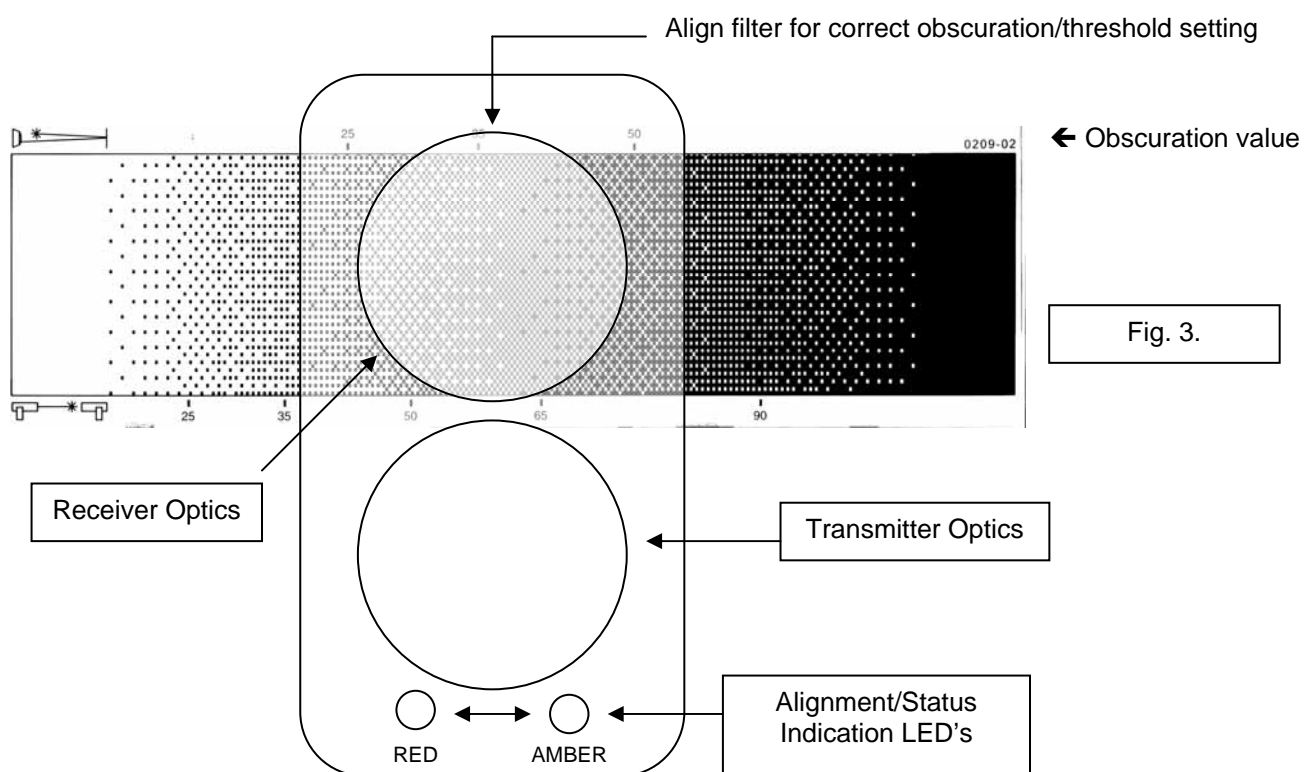 Align filter for correct obscuration/threshold setting
25 35 50
0209-02
← Obscuration value
Fig. 3.
25 35 50 65 90
Receiver Optics
Transmitter Optics
Alignment/Status
Indication LED's
RED AMBER